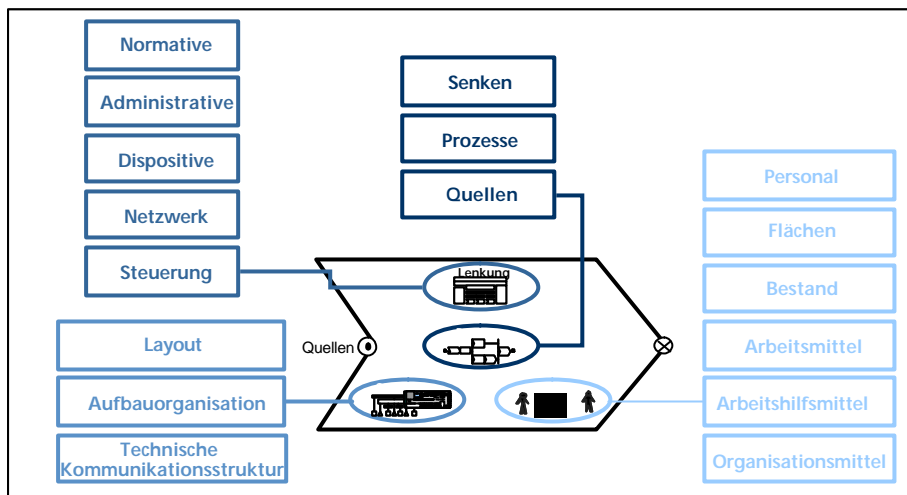 Normative
Administrative
Dispositive
Netzwerk
Steuerung
Senken
Prozesse
Quellen
Personal
Flächen
Bestand
Arbeitsmittel
Arbeitshilfsmittel
Organisationsmittel
Lenkung
Quellen
Layout
Aufbauorganisation
Technische
Kommunikationsstruktur